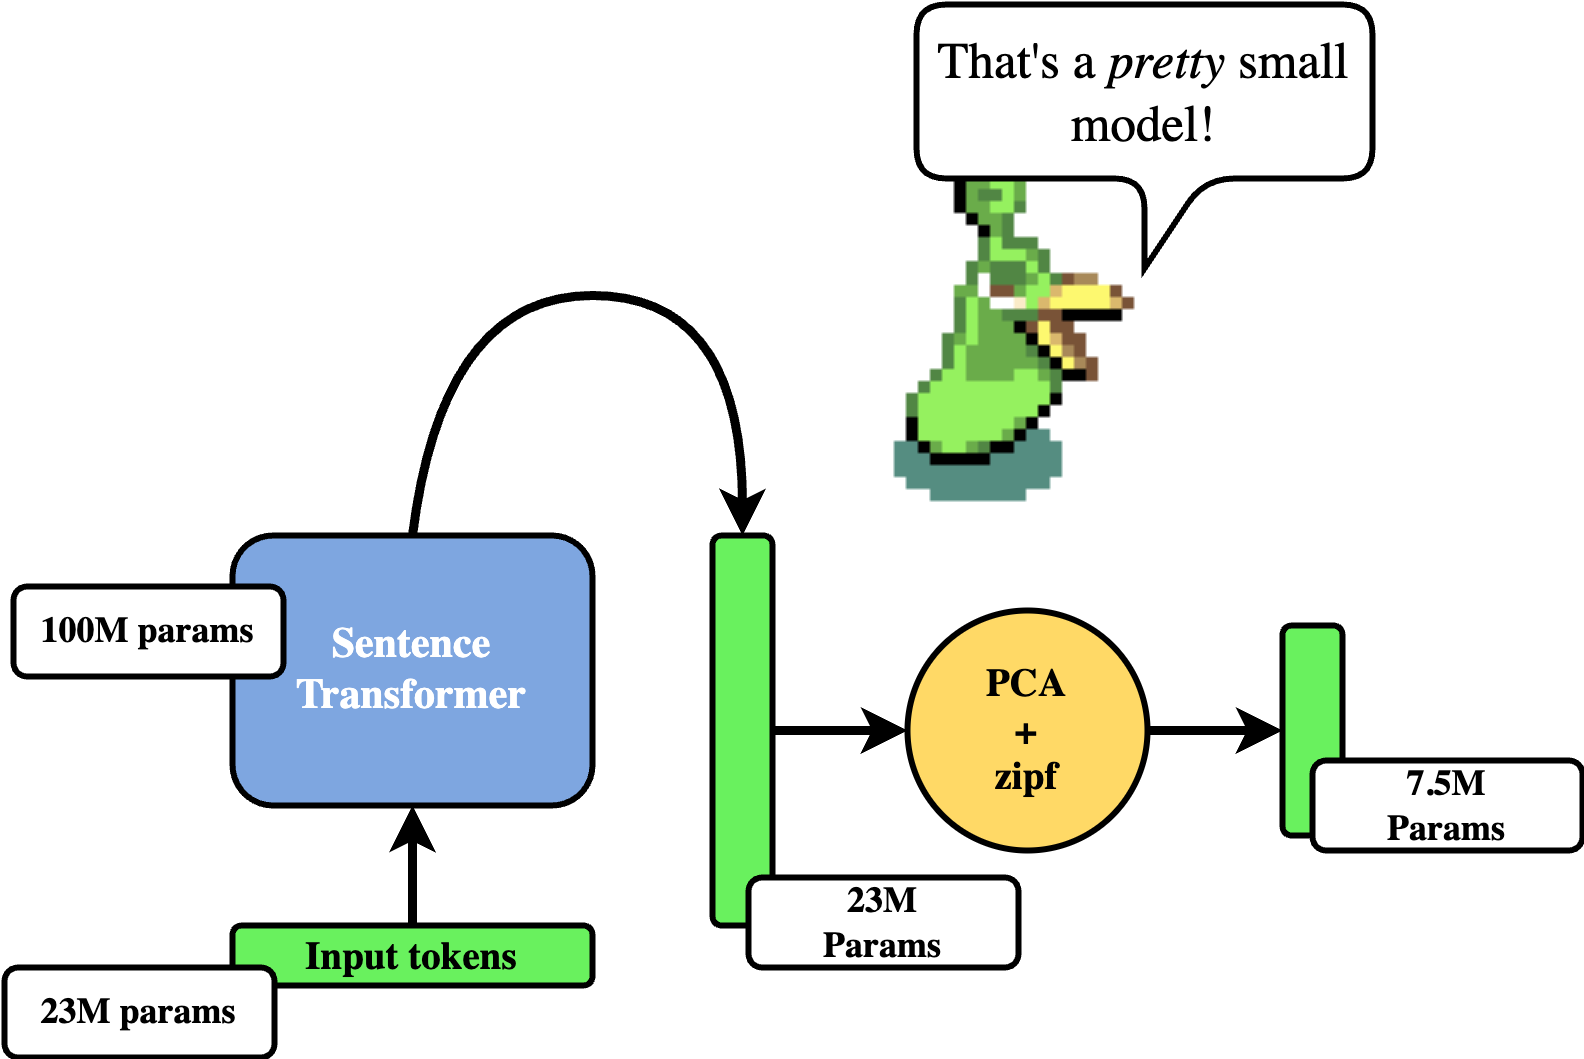 That's a pretty small
model!
100M params
Sentence
Transformer
PCA
+
zipf
7.5M
Params
23M
Params
Input tokens
23M params